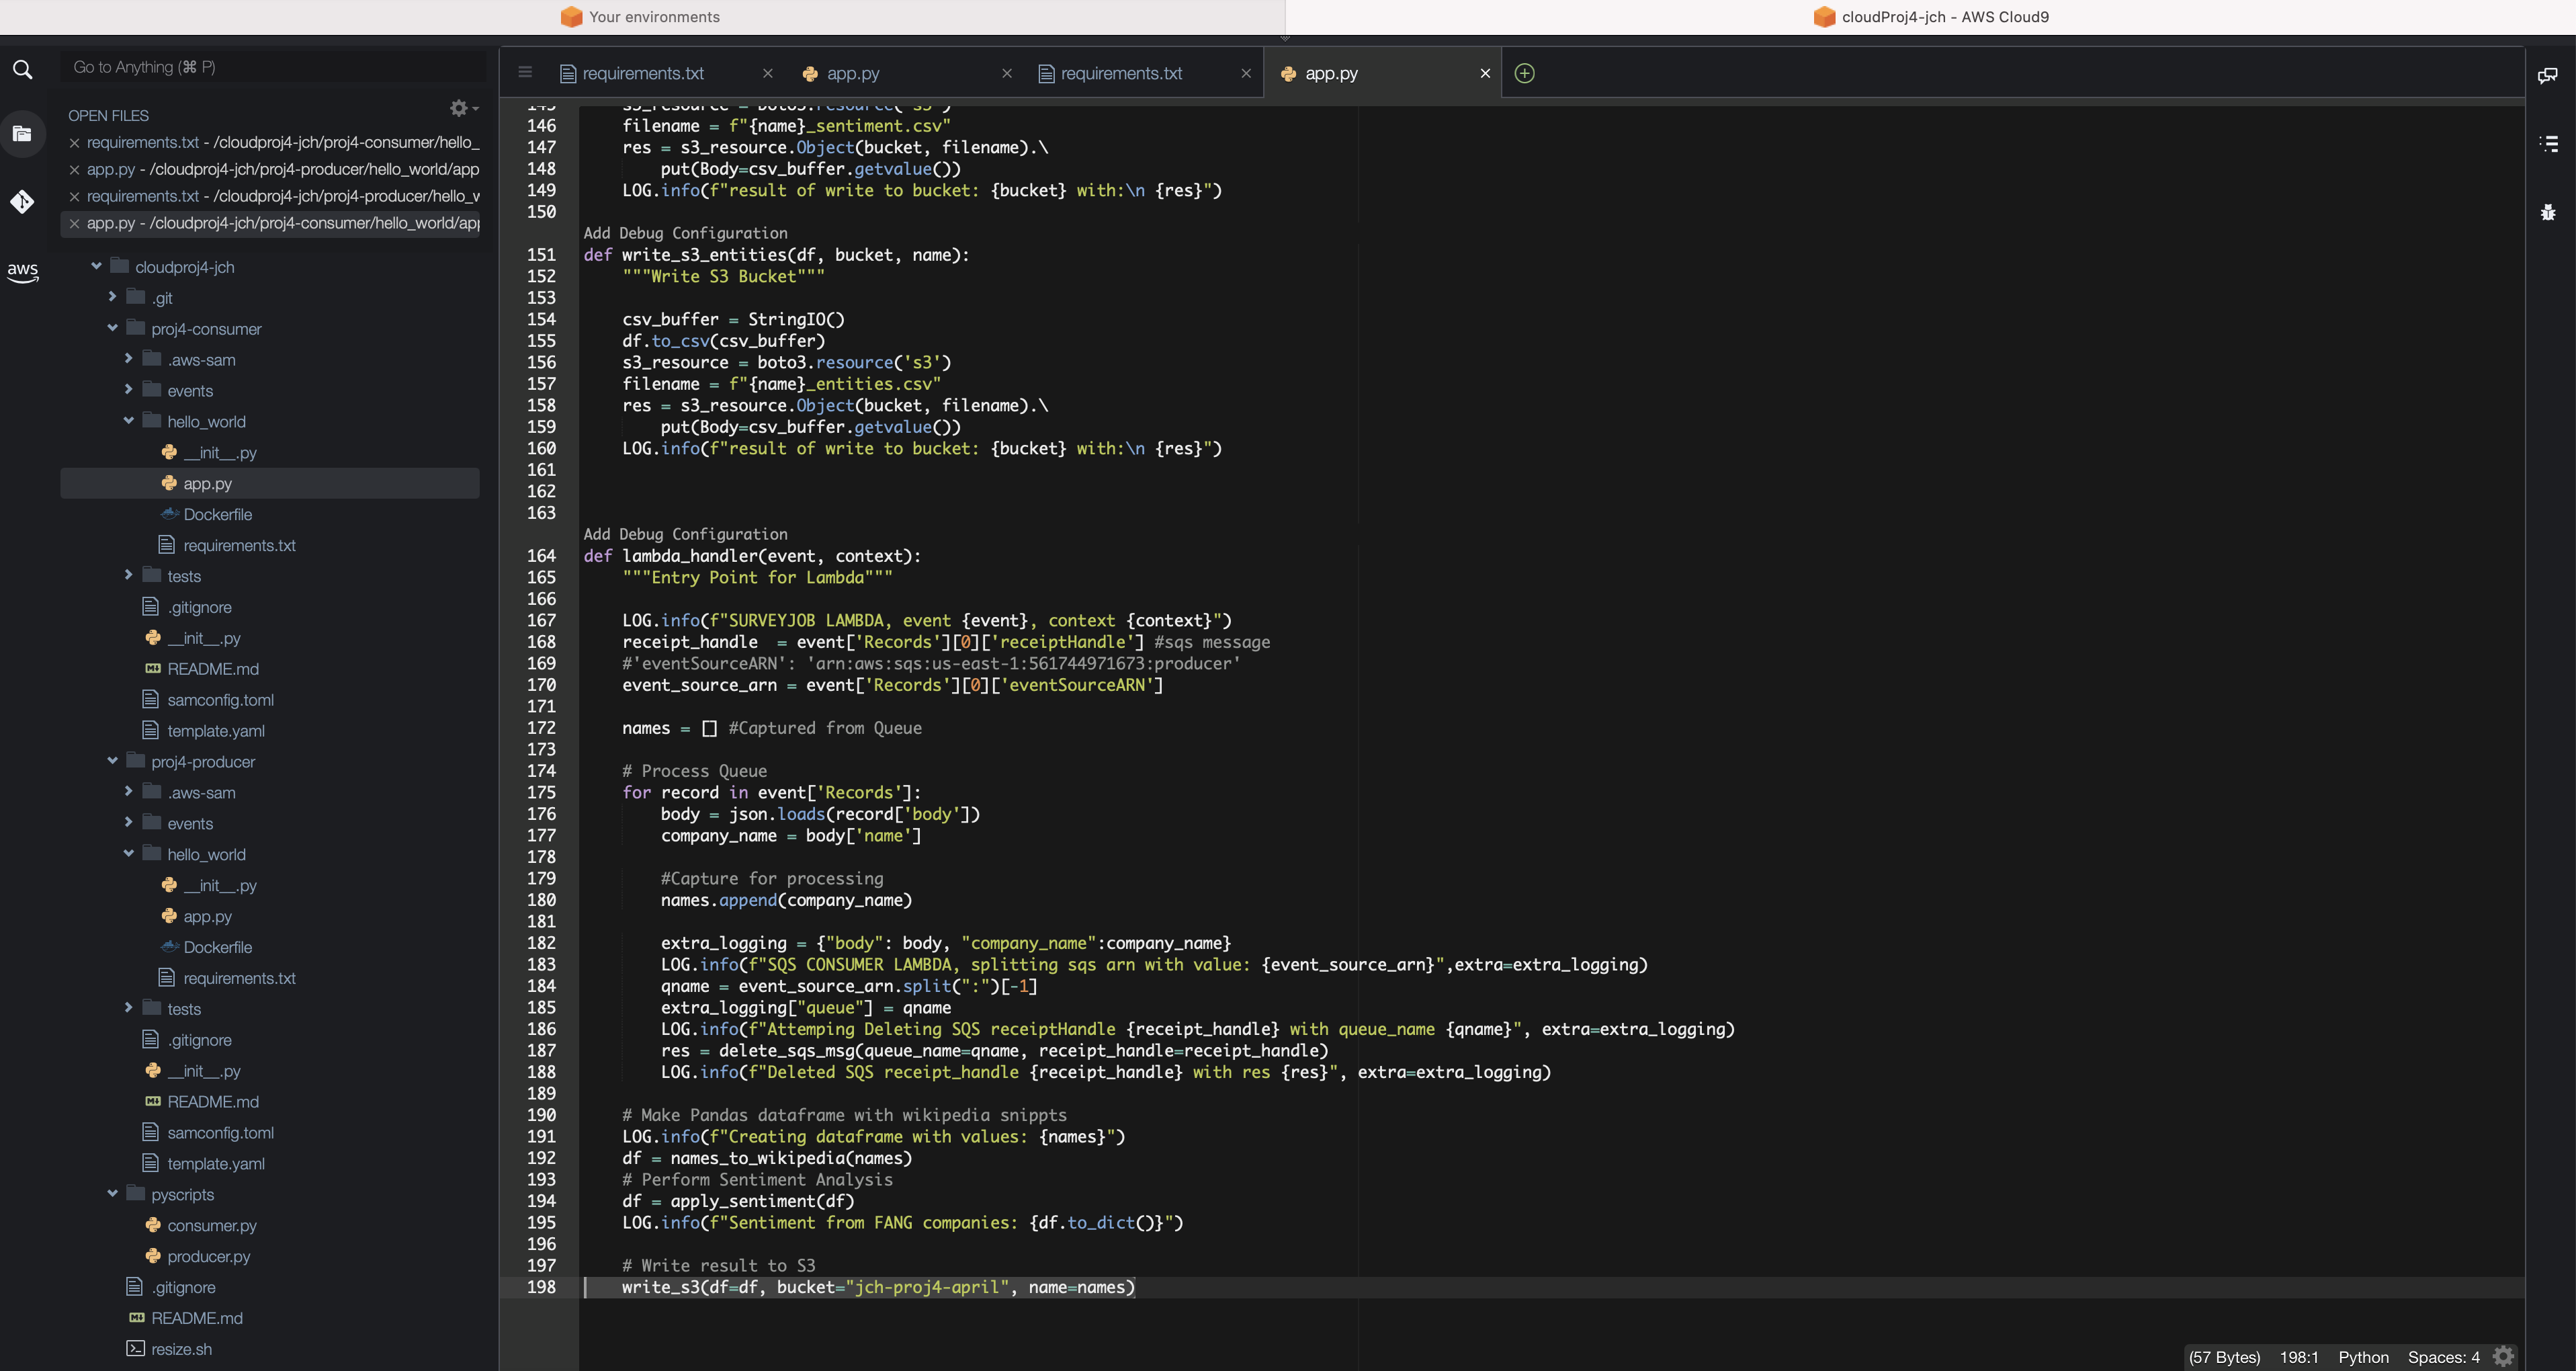 Your environments
cloudProj4-jch - AWS Cloud9
Go to Anything (⌘ P)
OPEN FILES
requirements.txt - /cloudproj4-jch/proj4-consumer/hello_
app.py - /cloudproj4-jch/proj4-producer/hello_world/app
requirements.txt - /cloudproj4-jch/proj4-producer/hello_w
app.py - /cloudproj4-jch/proj4-consumer/hello_world/app
aws
cloudproj4-jch
.git
proj4-consumer
.aws-sam
events
hello_world
__init__.py
app.py
Dockerfile
requirements.txt
tests
.gitignore
__init__.py
README.md
samconfig.toml
template.yaml
proj4-producer
.aws-sam
events
hello_world
__init__.py
app.py
Dockerfile
requirements.txt
tests
.gitignore
__init__.py
README.md
samconfig.toml
template.yaml
pyscripts
consumer.py
producer.py
.gitignore
README.md
resize.sh
requirements.txt
app.py
requirements.txt
app.py
145 s3_resource = boto3.resource('s3')
146 filename = f"{name}_sentiment.csv"
147 res = s3_resource.Object(bucket, filename).\
148 put(Body=csv_buffer.getvalue())
149 LOG.info(f"result of write to bucket: {bucket} with:\n {res}")
150
Add Debug Configuration
151 def write_s3_entities(df, bucket, name):
152 """Write S3 Bucket"""
153
154 csv_buffer = StringIO()
155 df.to_csv(csv_buffer)
156 s3_resource = boto3.resource('s3')
157 filename = f"{name}_entities.csv"
158 res = s3_resource.Object(bucket, filename).\
159 put(Body=csv_buffer.getvalue())
160 LOG.info(f"result of write to bucket: {bucket} with:\n {res}")
161
162
163
Add Debug Configuration
164 def lambda_handler(event, context):
165 """Entry Point for Lambda"""
166
167 LOG.info(f"SURVEYJOB LAMBDA, event {event}, context {context}")
168 receipt_handle  = event['Records'][0]['receiptHandle'] #sqs message
169 #'eventSourceARN': 'arn:aws:sqs:us-east-1:561744971673:producer'
170 event_source_arn = event['Records'][0]['eventSourceARN']
171
172 names = [] #Captured from Queue
173
174 # Process Queue
175 for record in event['Records']:
176 body = json.loads(record['body'])
177 company_name = body['name']
178
179 #Capture for processing
180 names.append(company_name)
181
182 extra_logging = {"body": body, "company_name":company_name}
183 LOG.info(f"SQS CONSUMER LAMBDA, splitting sqs arn with value: {event_source_arn}",extra=extra_logging)
184 qname = event_source_arn.split(":")[-1]
185 extra_logging["queue"] = qname
186 LOG.info(f"Attemping Deleting SQS receiptHandle {receipt_handle} with queue_name {qname}", extra=extra_logging)
187 res = delete_sqs_msg(queue_name=qname, receipt_handle=receipt_handle)
188 LOG.info(f"Deleted SQS receipt_handle {receipt_handle} with res {res}", extra=extra_logging)
189
190 # Make Pandas dataframe with wikipedia snippts
191 LOG.info(f"Creating dataframe with values: {names}")
192 df = names_to_wikipedia(names)
193 # Perform Sentiment Analysis
194 df = apply_sentiment(df)
195 LOG.info(f"Sentiment from FANG companies: {df.to_dict()}")
196
197 # Write result to S3
198 write_s3(df=df, bucket="jch-proj4-april", name=names)
(57 Bytes) 198:1 Python Spaces: 4